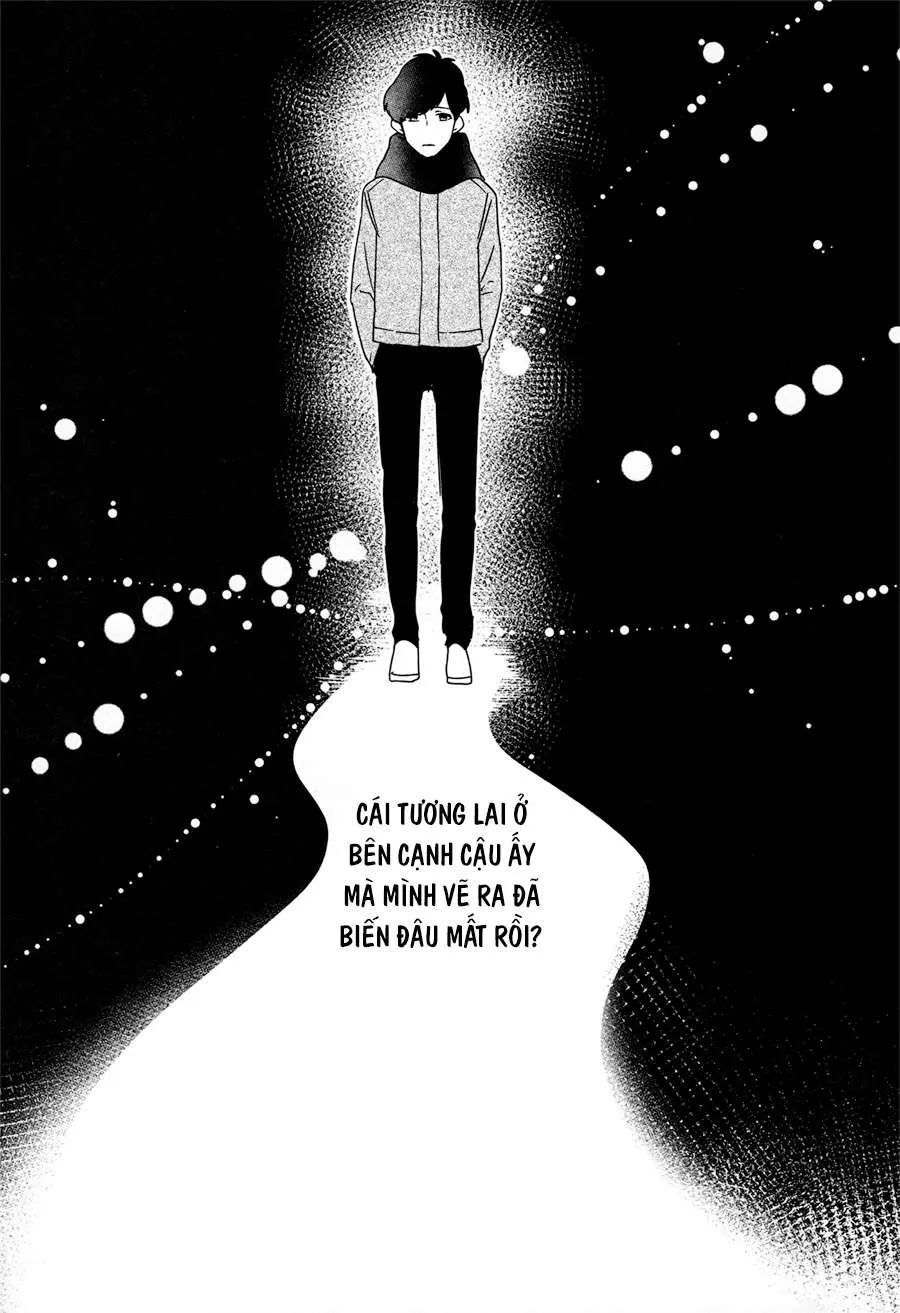 CÁI TƯƠNG LAI Ở
BÊN CẠNH CẬU ẤY
MÀ MÌNH VẼ RA ĐÃ
BIẾN ĐÂU MẤT RỒI?